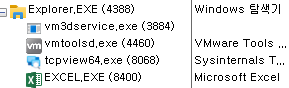 Explorer.EXE (4388) Windows 탐색기
vm3dservice.exe (3884)
vmtoolsd.exe (4460) VMware Tools ...
tcpview64.exe (8068) Sysinternals T...
EXCEL.EXE (8400) Microsoft Excel